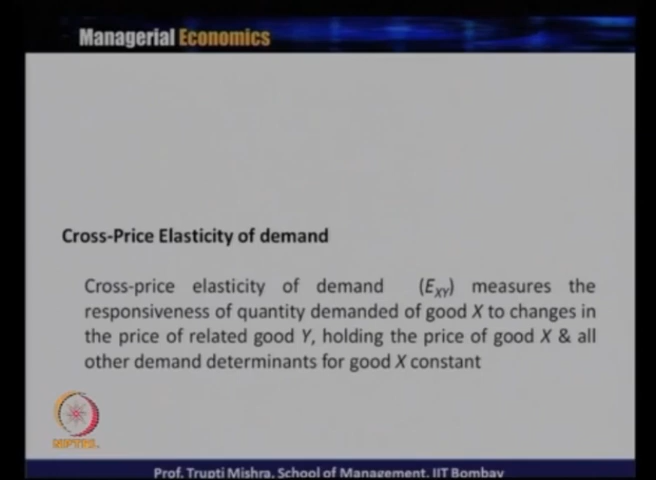 Managerial Economics
Cross-Price Elasticity of demand
Cross-price elasticity of demand (EXY) measures the
responsiveness of quantity demanded of good X to changes in
the price of related good Y, holding the price of good X & all
other demand determinants for good X constant
NPTEL
Prof. Trupti Mishra, School of Management, IIT Bombay